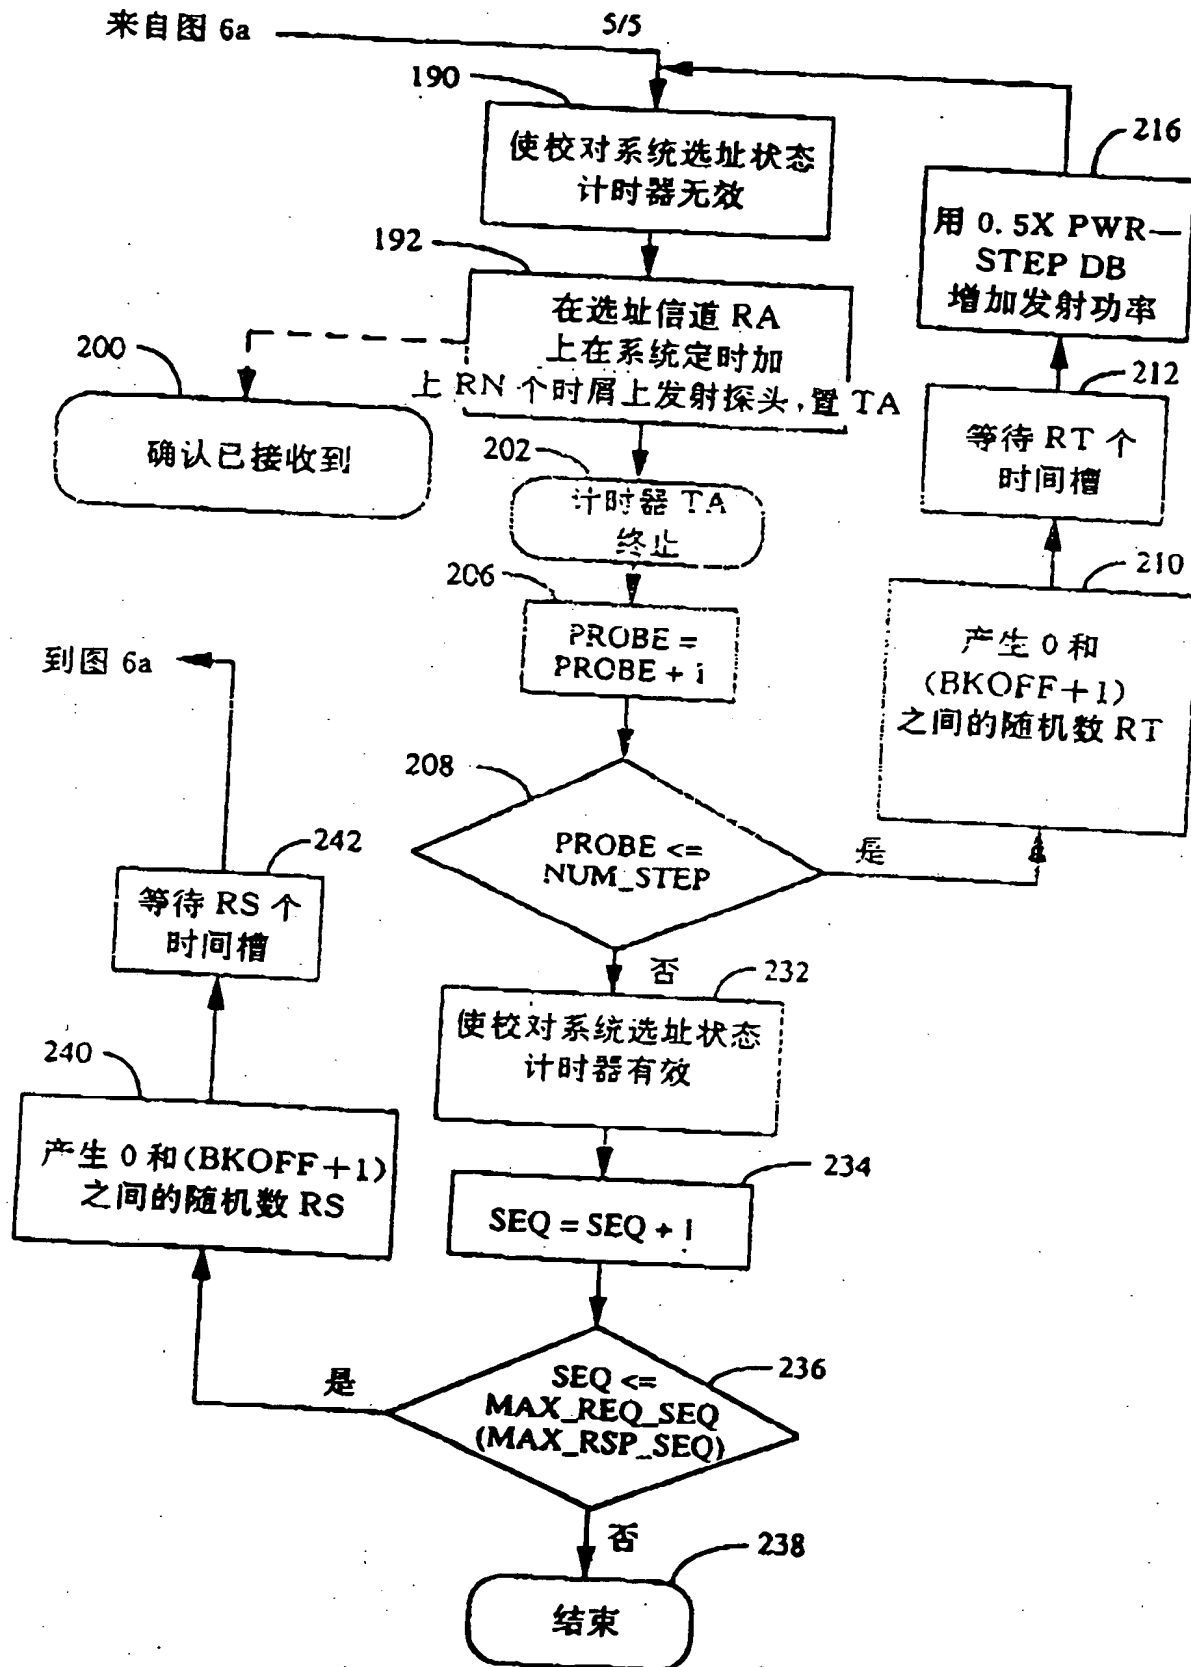 来自图 6a
5/5
190
使校对系统选址状态
计时器无效
216
用 0.5X PWR—
STEP DB
增加发射功率
192
在选址信道 RA
上在系统定时加
上 RN 个时屑上发射探头,置 TA
200
确认已接收到
212
等待 RT 个
时间槽
202
计时器 TA
终止
206
PROBE =
PROBE + 1
210
产生 0 和
(BKOFF+1)
之间的随机数 RT
到图 6a
208
PROBE <=
NUM_STEP
是
242
等待 RS 个
时间槽
否
232
使校对系统选址状态
计时器有效
240
产生 0 和(BKOFF+1)
之间的随机数 RS
234
SEQ = SEQ + 1
236
SEQ <=
MAX_REQ_SEQ
(MAX_RSP_SEQ)
是
否
238
结束